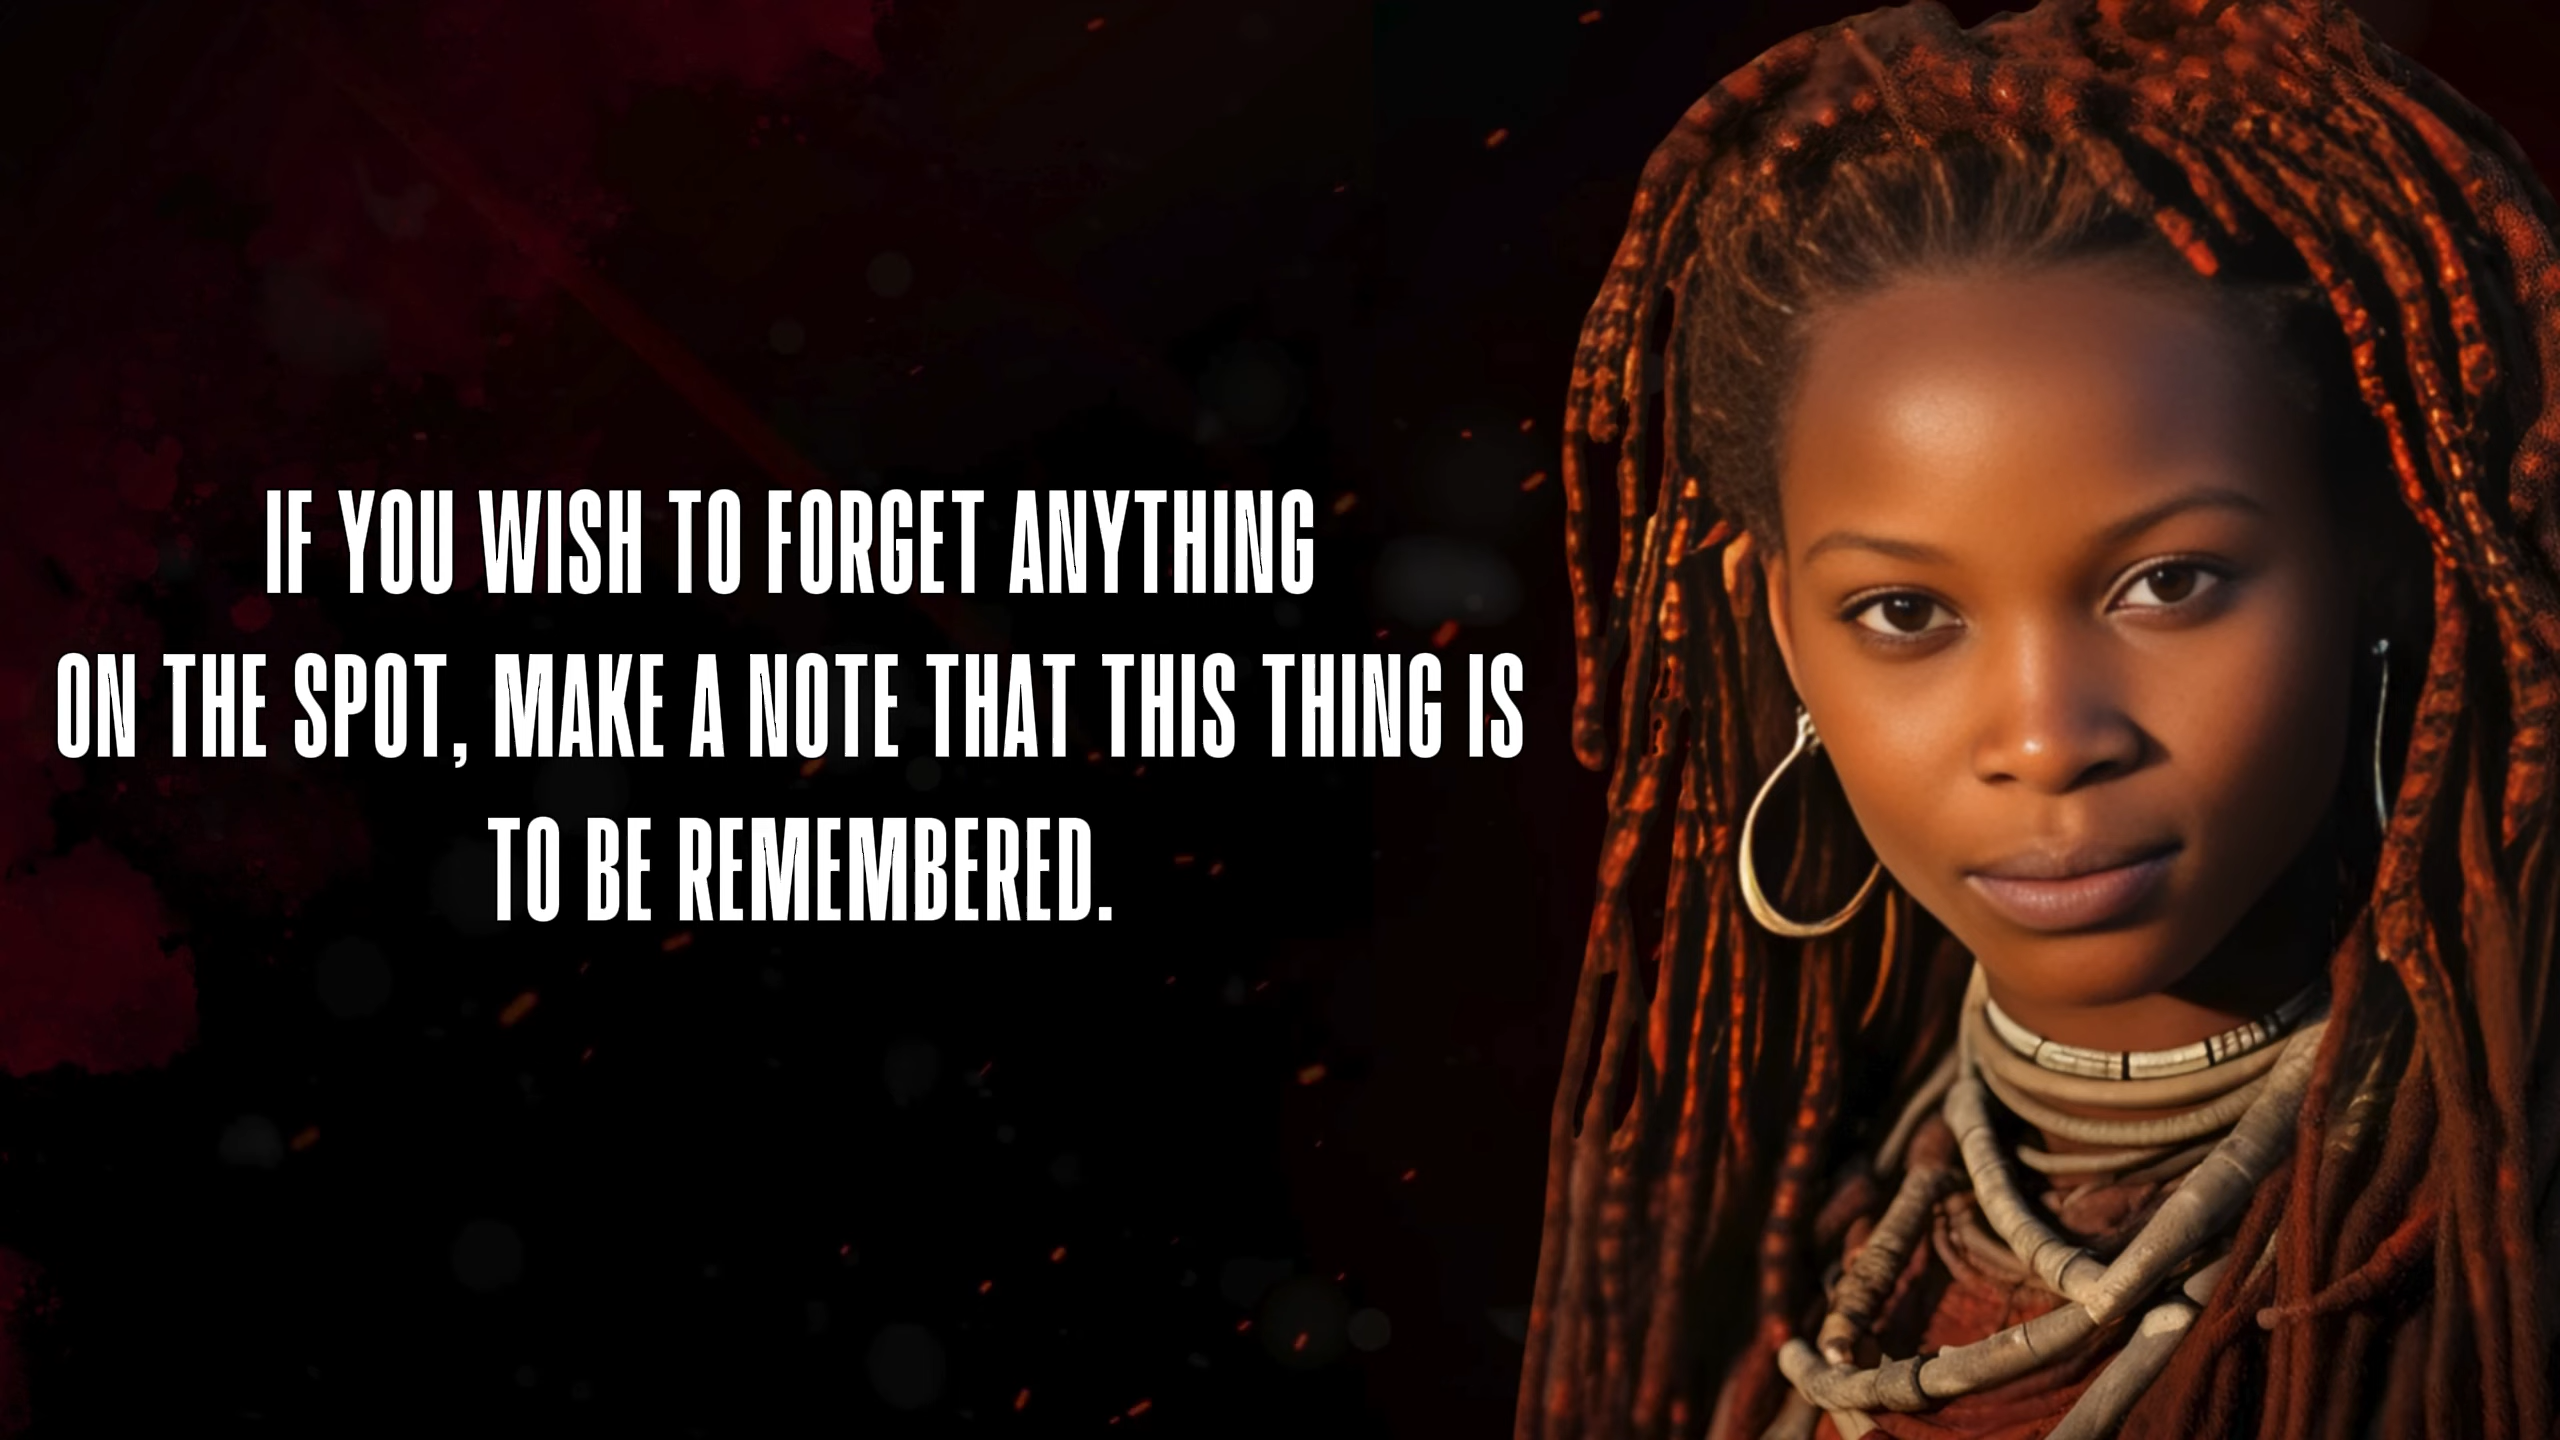 IF YOU WISH TO FORGET ANYTHING
ON THE SPOT, MAKE A NOTE THAT THIS THING IS
TO BE REMEMBERED.